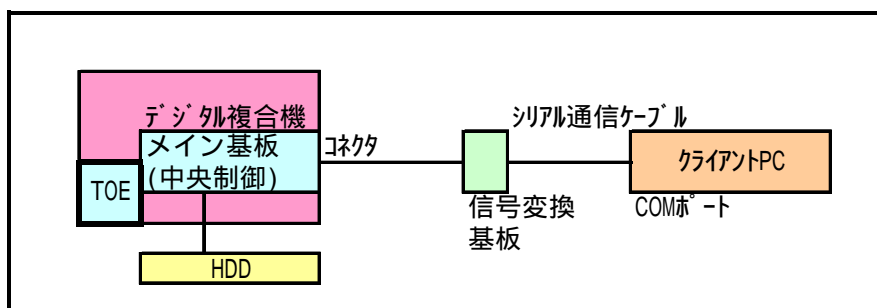 ﾃﾞｼﾞﾀﾙ複合機
メイン基板
(中央制御)
TOE
HDD
ｺﾈｸﾀ
ｼﾘｱﾙ通信ｹｰﾌﾞﾙ
信号変換
基板
ｸﾗｲｱﾝﾄPC
COMﾎﾟｰﾄ